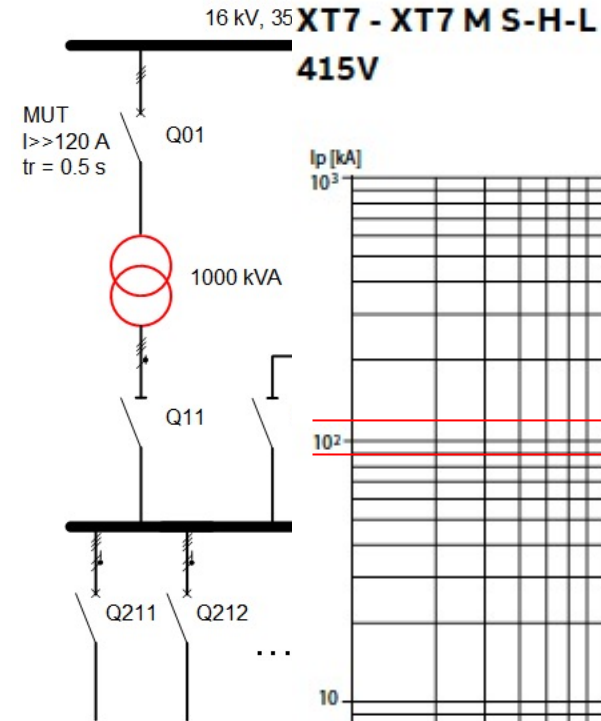 16 kV, 35
MUT
I>>120 A
tr = 0.5 s
Q01
1000 kVA
Q11
Q211
Q212
...
XT7 - XT7 M S-H-L
415V
Ip [kA]
10³
10²
10